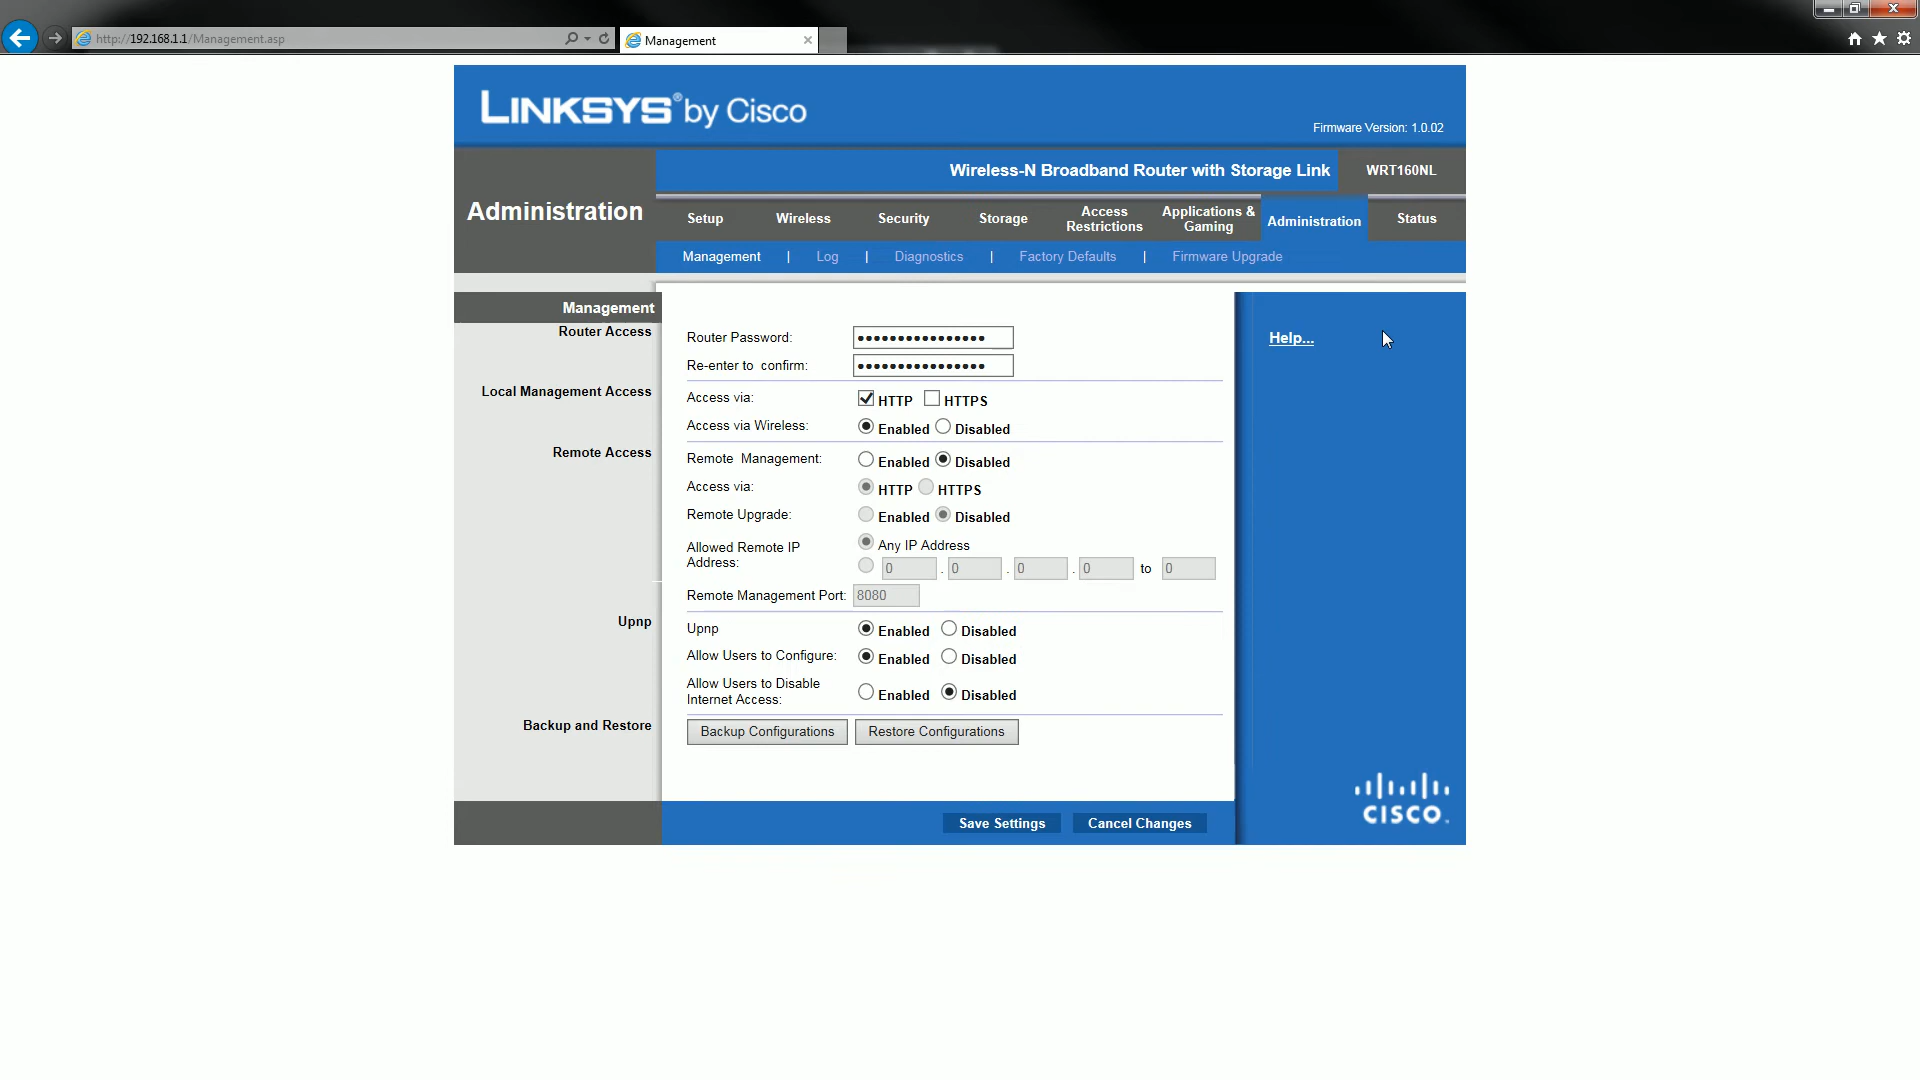 http://192.168.1.1/Management.asp
Management
LINKSYS® by Cisco
Firmware Version: 1.0.02
Wireless-N Broadband Router with Storage Link
WRT160NL
Administration
Setup
Wireless
Security
Storage
Access Restrictions
Applications & Gaming
Administration
Status
Management | Log | Diagnostics | Factory Defaults | Firmware Upgrade
Management
Router Access
Router Password: ••••••••••••••••
Help...
Re-enter to confirm: ••••••••••••••••
Local Management Access
Access via: HTTP HTTPS
Access via Wireless: Enabled Disabled
Remote Access
Remote Management: Enabled Disabled
Access via: HTTP HTTPS
Remote Upgrade: Enabled Disabled
Allowed Remote IP Address:
Any IP Address
0 . 0 . 0 . 0 to 0
Remote Management Port: 8080
Upnp
Upnp Enabled Disabled
Allow Users to Configure: Enabled Disabled
Allow Users to Disable Internet Access: Enabled Disabled
Backup and Restore
Backup Configurations Restore Configurations
Save Settings Cancel Changes
CISCO.